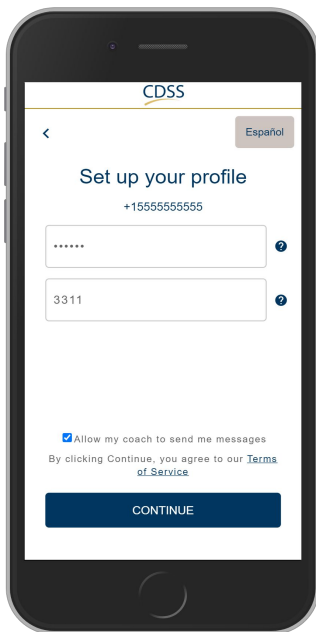 CDSS
Español
Set up your profile
+15555555555
••••••
3311
Allow my coach to send me messages
By clicking Continue, you agree to our Terms
of Service
CONTINUE